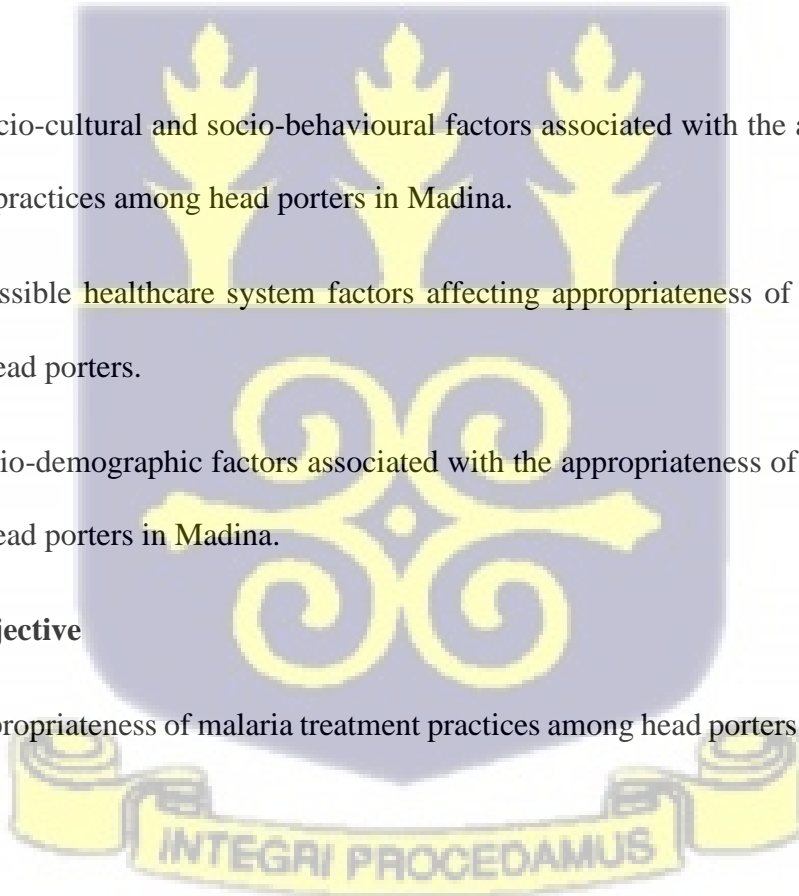 cio-cultural and socio-behavioural factors associated with the a
practices among head porters in Madina.
ssible healthcare system factors affecting appropriateness of
ead porters.
io-demographic factors associated with the appropriateness of
ead porters in Madina.
jective
propriateness of malaria treatment practices among head porters
INTEGRI PROCEDAMUS